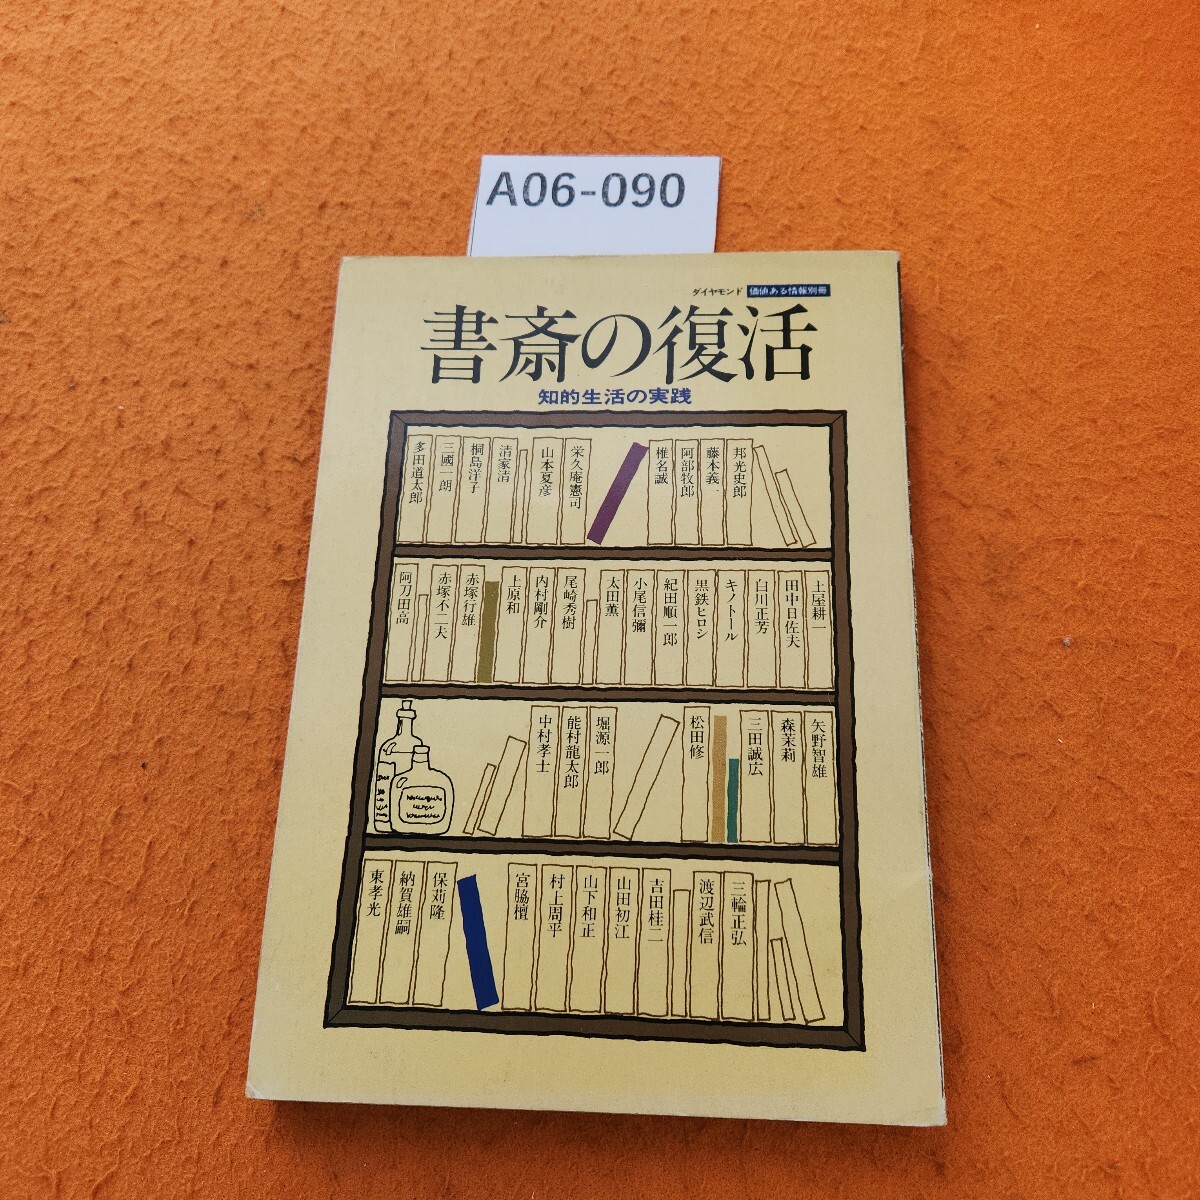 A06-090
ダイヤモンド 価値ある情報別冊
書斎の復活
知的生活の実践
多田道太郎
三國一朗
桐島洋子
清家清
山本夏彦
栄久庵憲司
椎名誠
阿部牧郎
藤本義一
邦光史郎
阿刀田高
赤塚不二夫
赤塚行雄
上原和
内村剛介
尾崎秀樹
太田薫
小尾信彌
紀田順一郎
黒鉄ヒロシ
キノトール
白川正芳
田中日佐夫
土屋耕一
中村孝士
能村龍太郎
堀源一郎
松田修
三田誠広
森茉莉
矢野智雄
東孝光
納賀雄嗣
保苅隆
宮脇檀
村上周平
山下和正
山田初江
吉田桂二
渡辺武信
三輪正弘